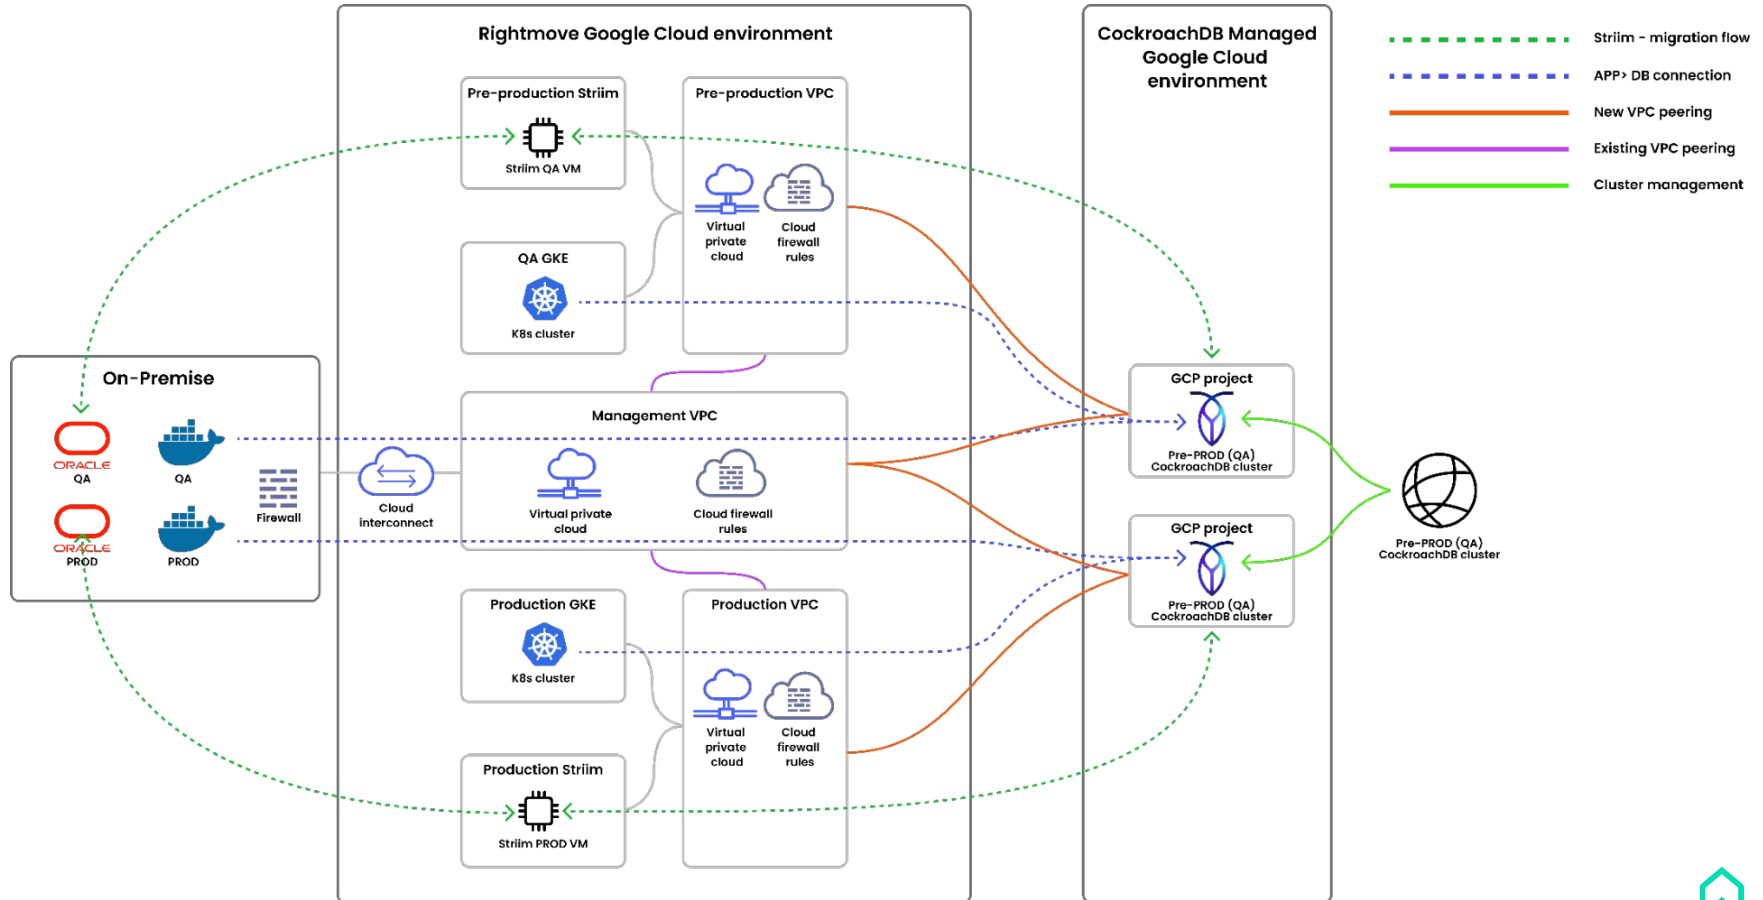 Rightmove Google Cloud environment
CockroachDB Managed
Google Cloud
environment
Striim - migration flow
APP> DB connection
New VPC peering
Existing VPC peering
Cluster management
Pre-production Striim
Striim QA VM
Pre-production VPC
Virtual
private
cloud
Cloud
firewall
rules
QA GKE
K8s cluster
On-Premise
ORACLE
QA
QA
ORACLE
PROD
PROD
Firewall
Cloud
interconnect
Management VPC
Virtual private
cloud
Cloud firewall
rules
GCP project
Pre-PROD (QA)
CockroachDB cluster
GCP project
Pre-PROD (QA)
CockroachDB cluster
Pre-PROD (QA)
CockroachDB cluster
Production GKE
K8s cluster
Production VPC
Virtual
private
cloud
Cloud
firewall
rules
Production Striim
Striim PROD VM